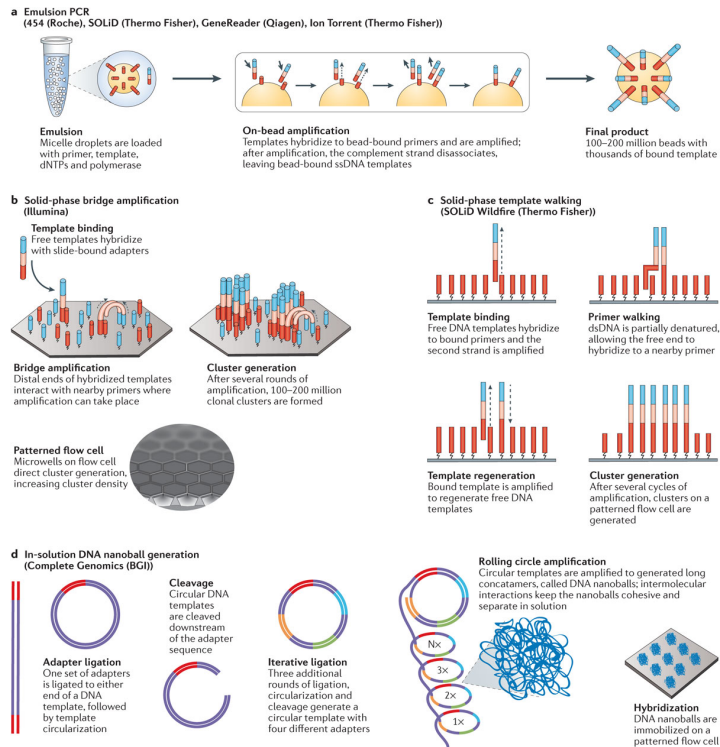 a Emulsion PCR
(454 (Roche), SOLiD (Thermo Fisher), GeneReader (Qiagen), Ion Torrent (Thermo Fisher))
Emulsion
Micelle droplets are loaded
with primer, template,
dNTPs and polymerase
On-bead amplification
Templates hybridize to bead-bound primers and are amplified;
after amplification, the complement strand disassociates,
leaving bead-bound ssDNA templates
Final product
100–200 million beads with
thousands of bound template
b Solid-phase bridge amplification
(Illumina)
Template binding
Free templates hybridize
with slide-bound adapters
Bridge amplification
Distal ends of hybridized templates
interact with nearby primers where
amplification can take place
Cluster generation
After several rounds of
amplification, 100–200 million
clonal clusters are formed
Patterned flow cell
Microwells on flow cell
direct cluster generation,
increasing cluster density
c Solid-phase template walking
(SOLiD Wildfire (Thermo Fisher))
Template binding
Free DNA templates hybridize
to bound primers and the
second strand is amplified
Primer walking
dsDNA is partially denatured,
allowing the free end to
hybridize to a nearby primer
Template regeneration
Bound template is amplified
to regenerate free DNA
templates
Cluster generation
After several cycles of
amplification, clusters on a
patterned flow cell are
generated
d In-solution DNA nanoball generation
(Complete Genomics (BGI))
Adapter ligation
One set of adapters
is ligated to either
end of a DNA
template, followed
by template
circularization
Cleavage
Circular DNA
templates
are cleaved
downstream
of the adapter
sequence
Iterative ligation
Three additional
rounds of ligation,
circularization and
cleavage generate a
circular template with
four different adapters
Rolling circle amplification
Circular templates are amplified to generated long
concatamers, called DNA nanoballs; intermolecular
interactions keep the nanoballs cohesive and
separate in solution
N×
3×
2×
1×
Hybridization
DNA nanoballs are
immobilized on a
patterned flow cell